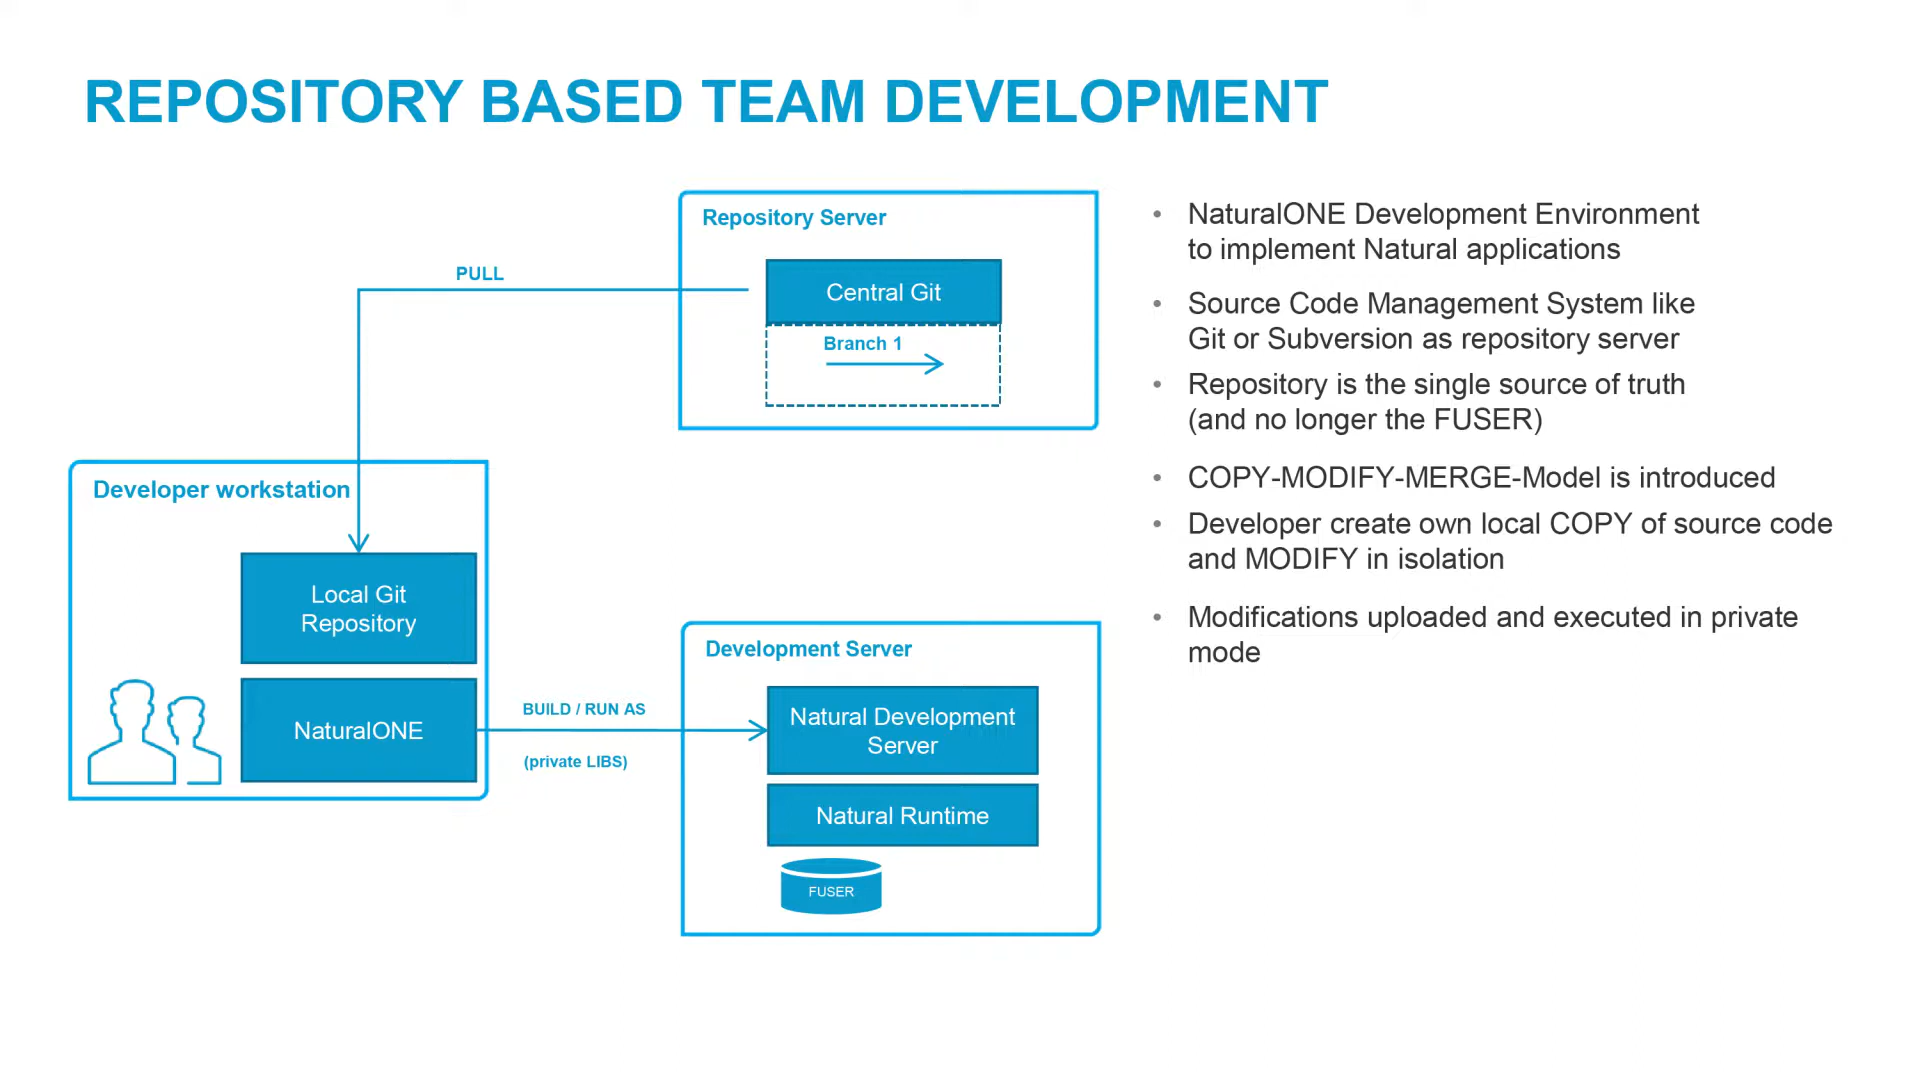 REPOSITORY BASED TEAM DEVELOPMENT
Repository Server
PULL
Central Git
Branch 1
Developer workstation
Local Git
Repository
NaturalONE
BUILD / RUN AS
(private LIBS)
Development Server
Natural Development
Server
Natural Runtime
FUSER
• NaturalONE Development Environment
to implement Natural applications
• Source Code Management System like
Git or Subversion as repository server
• Repository is the single source of truth
(and no longer the FUSER)
• COPY-MODIFY-MERGE-Model is introduced
• Developer create own local COPY of source code
and MODIFY in isolation
• Modifications uploaded and executed in private
mode